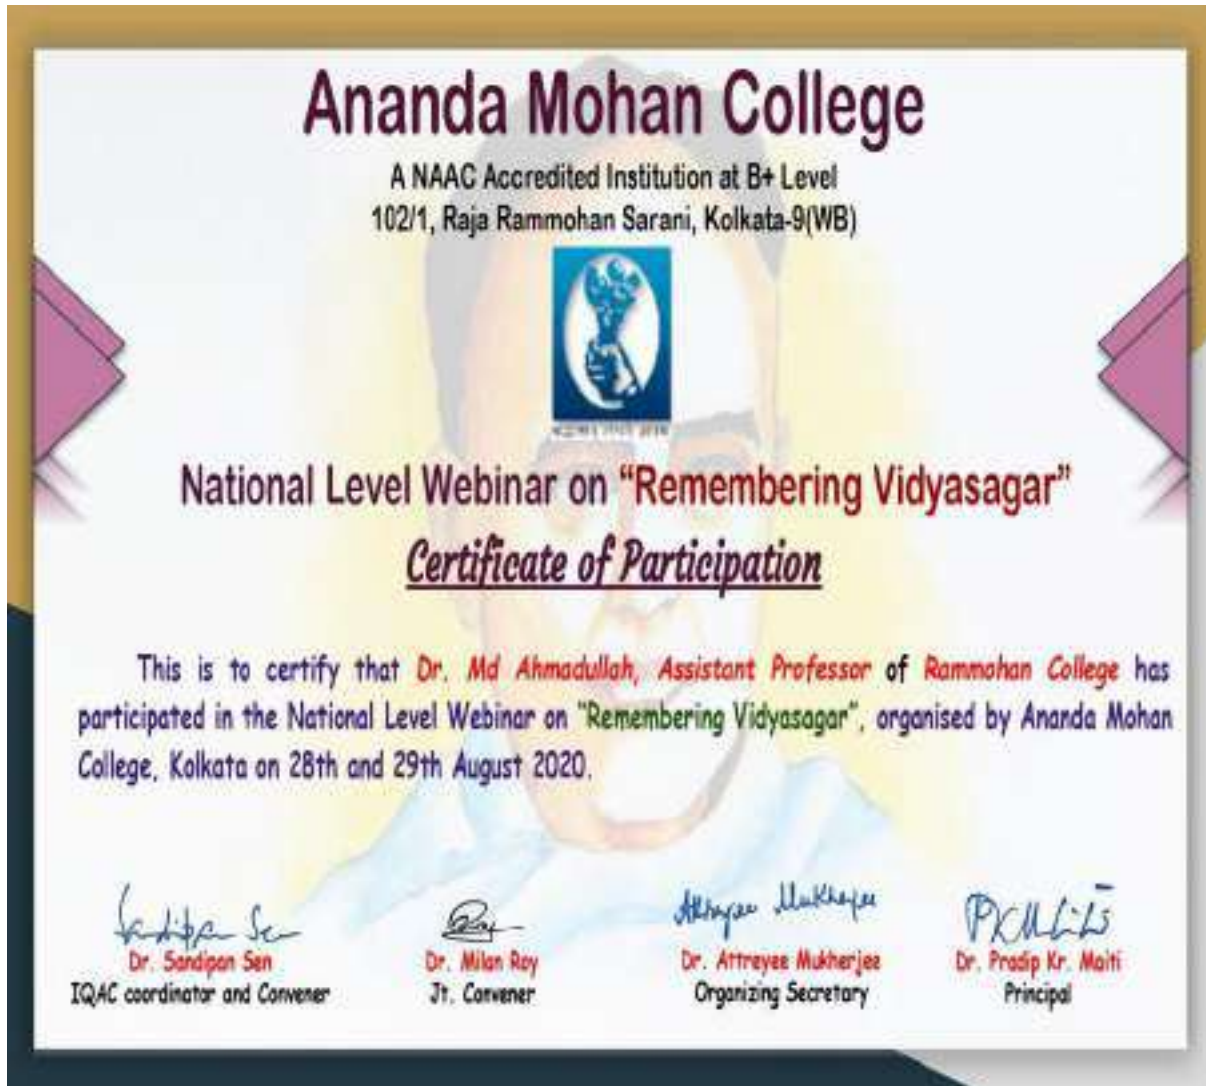 Ananda Mohan College
A NAAC Accredited Institution at B+ Level
102/1, Raja Rammohan Sarani, Kolkata-9(WB)
National Level Webinar on “Remembering Vidyasagar”
Certificate of Participation
This is to certify that Dr. Md Ahmadullah, Assistant Professor of Rammohan College has
participated in the National Level Webinar on “Remembering Vidyasagar”, organised by Ananda Mohan
College, Kolkata on 28th and 29th August 2020.
Sandipan Sen
Attreyee Mukherjee
Dr. Sandipan Sen
Dr. Milan Roy
Dr. Attreyee Mukherjee
Dr. Pradip Kr. Maiti
IQAC coordinator and Convener
Jt. Convener
Organizing Secretary
Principal